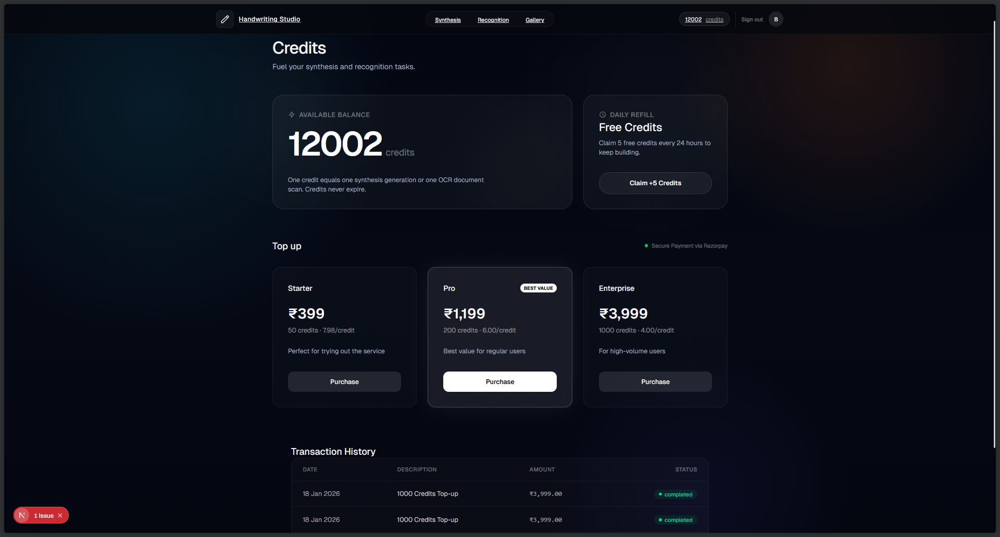 Handwriting Studio
Synthesis Recognition Gallery
12002 credits Sign out B
Credits
Fuel your synthesis and recognition tasks.
AVAILABLE BALANCE
12002 credits
One credit equals one synthesis generation or one OCR document
scan. Credits never expire.
DAILY REFILL
Free Credits
Claim 5 free credits every 24 hours to
keep building.
Claim +5 Credits
Top up
Secure Payment via Razorpay
Starter
₹399
50 credits · 7.98/credit
Perfect for trying out the service
Purchase
Pro
BEST VALUE
₹1,199
200 credits · 6.00/credit
Best value for regular users
Purchase
Enterprise
₹3,999
1000 credits · 4.00/credit
For high-volume users
Purchase
Transaction History
DATE DESCRIPTION AMOUNT STATUS
18 Jan 2026 1000 Credits Top-up ₹3,999.00 completed
18 Jan 2026 1000 Credits Top-up ₹3,999.00 completed
N 1 Issue